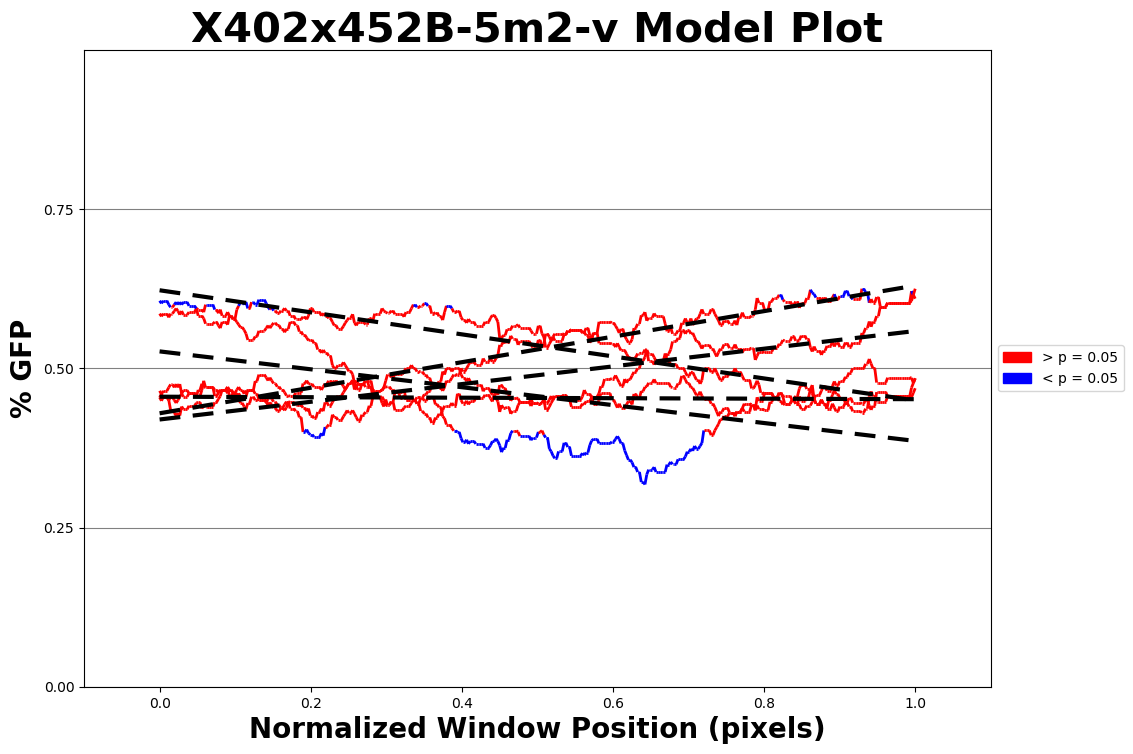 X402x452B-5m2-v Model Plot
% GFP
0.75
0.50
0.25
0.00
0.0 0.2 0.4 0.6 0.8 1.0
Normalized Window Position (pixels)
> p = 0.05
< p = 0.05